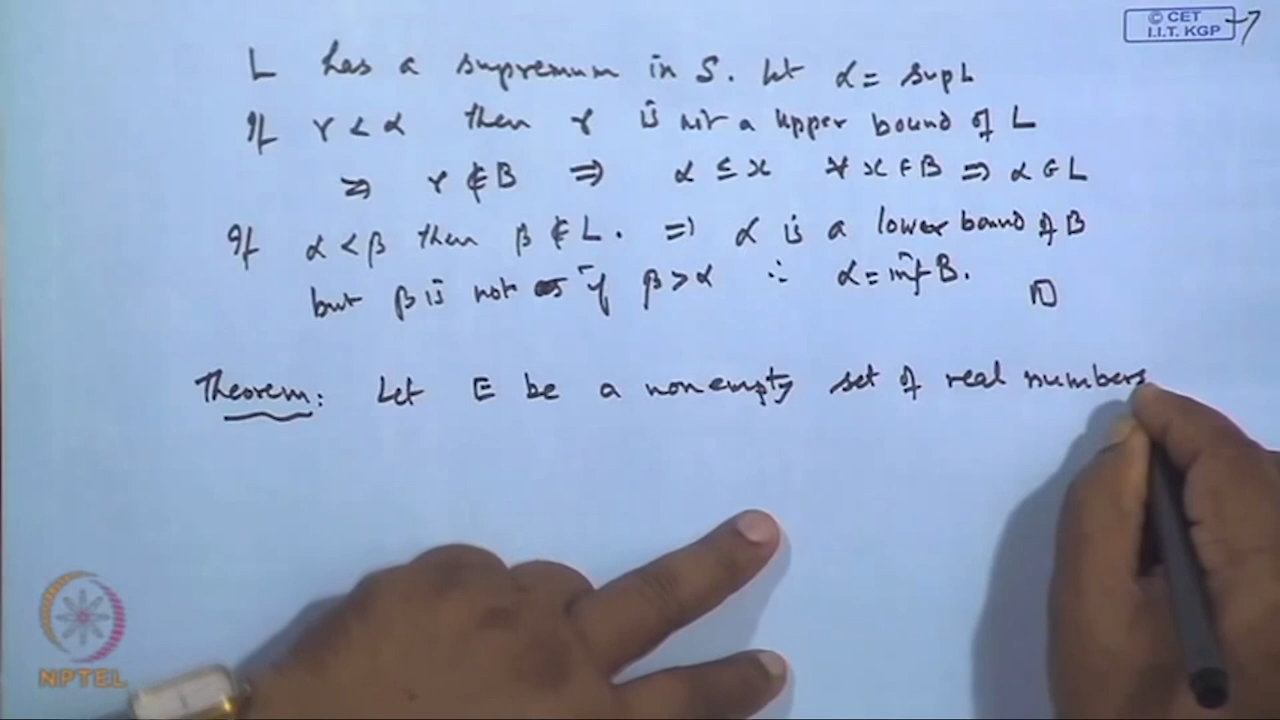 © CET
I.I.T. KGP
L has a supremum in S. Let α = sup L
If γ < α then γ is not a upper bound of L
⇒ γ ∉ B ⇒ α ≤ x ∀ x ∈ B ⇒ α ∈ L
If α < β then β ∉ L. ⇒ α is a lower bound of B
but β is not if β > α ∴ α = inf B.
Theorem: Let E be a nonempty set of real numbers
NPTEL